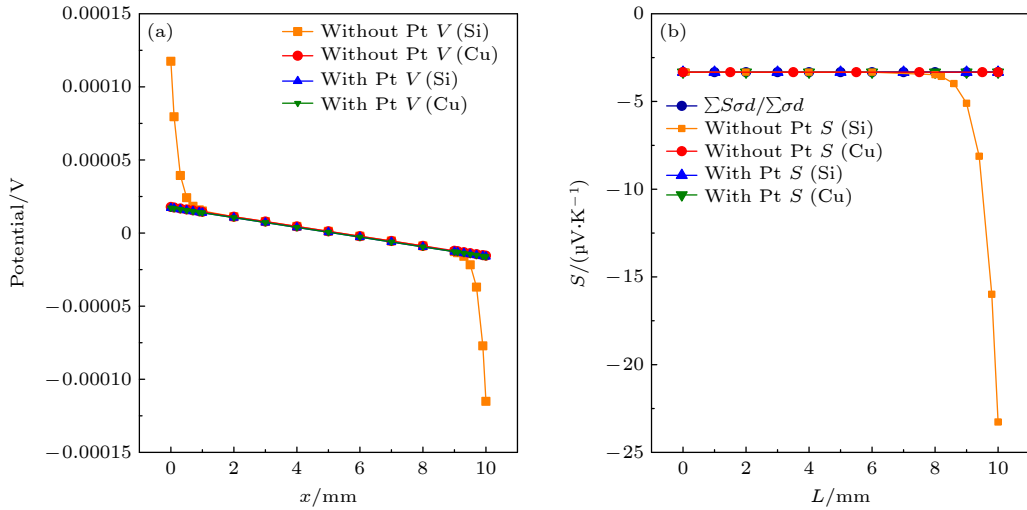 (a)
Without Pt V (Si)
Without Pt V (Cu)
With Pt V (Si)
With Pt V (Cu)
0.00015
0.00010
0.00005
0
−0.00005
−0.00010
−0.00015
Potential/V
0 2 4 6 8 10
x/mm
(b)
∑Sσd/∑σd
Without Pt S (Si)
Without Pt S (Cu)
With Pt S (Si)
With Pt S (Cu)
0
−5
−10
−15
−20
−25
S/(µV·K⁻¹)
0 2 4 6 8 10
L/mm